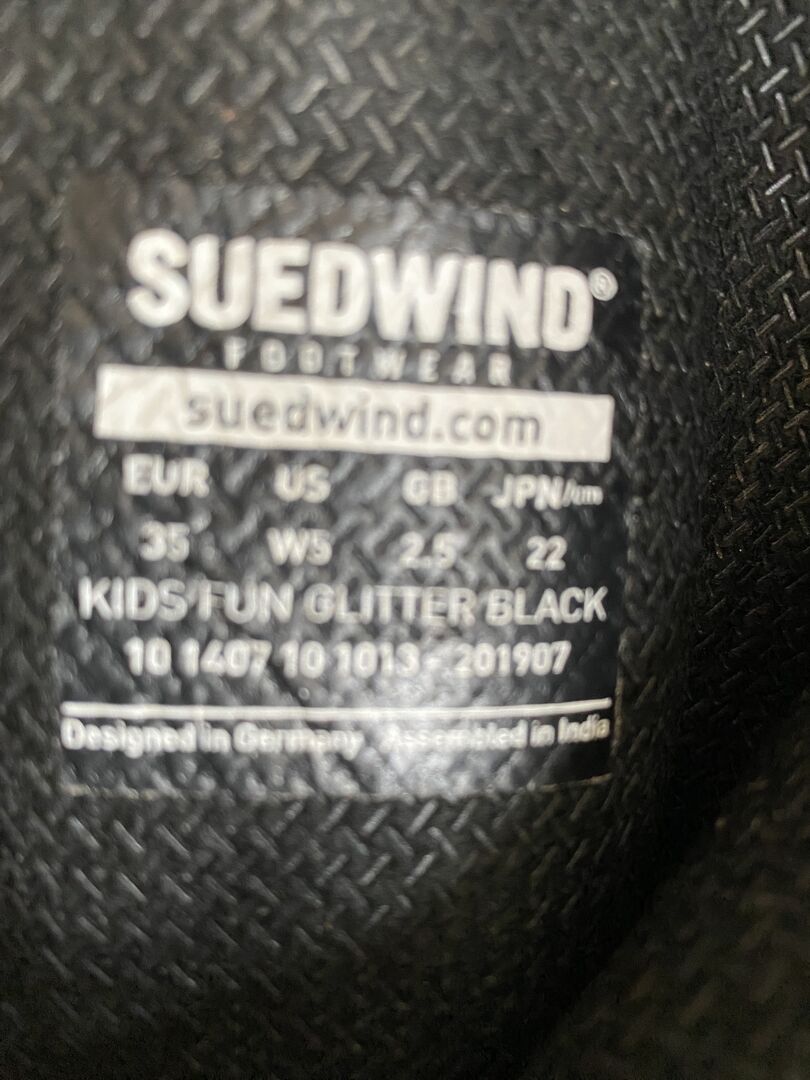 SUEDWIND®
FOOTWEAR
suedwind.com
EUR US GB JPN/cm
35 W5 2.5 22
KIDS FUN GLITTER BLACK
10 1407 10 1013 - 201907
Designed in Germany Assembled in India